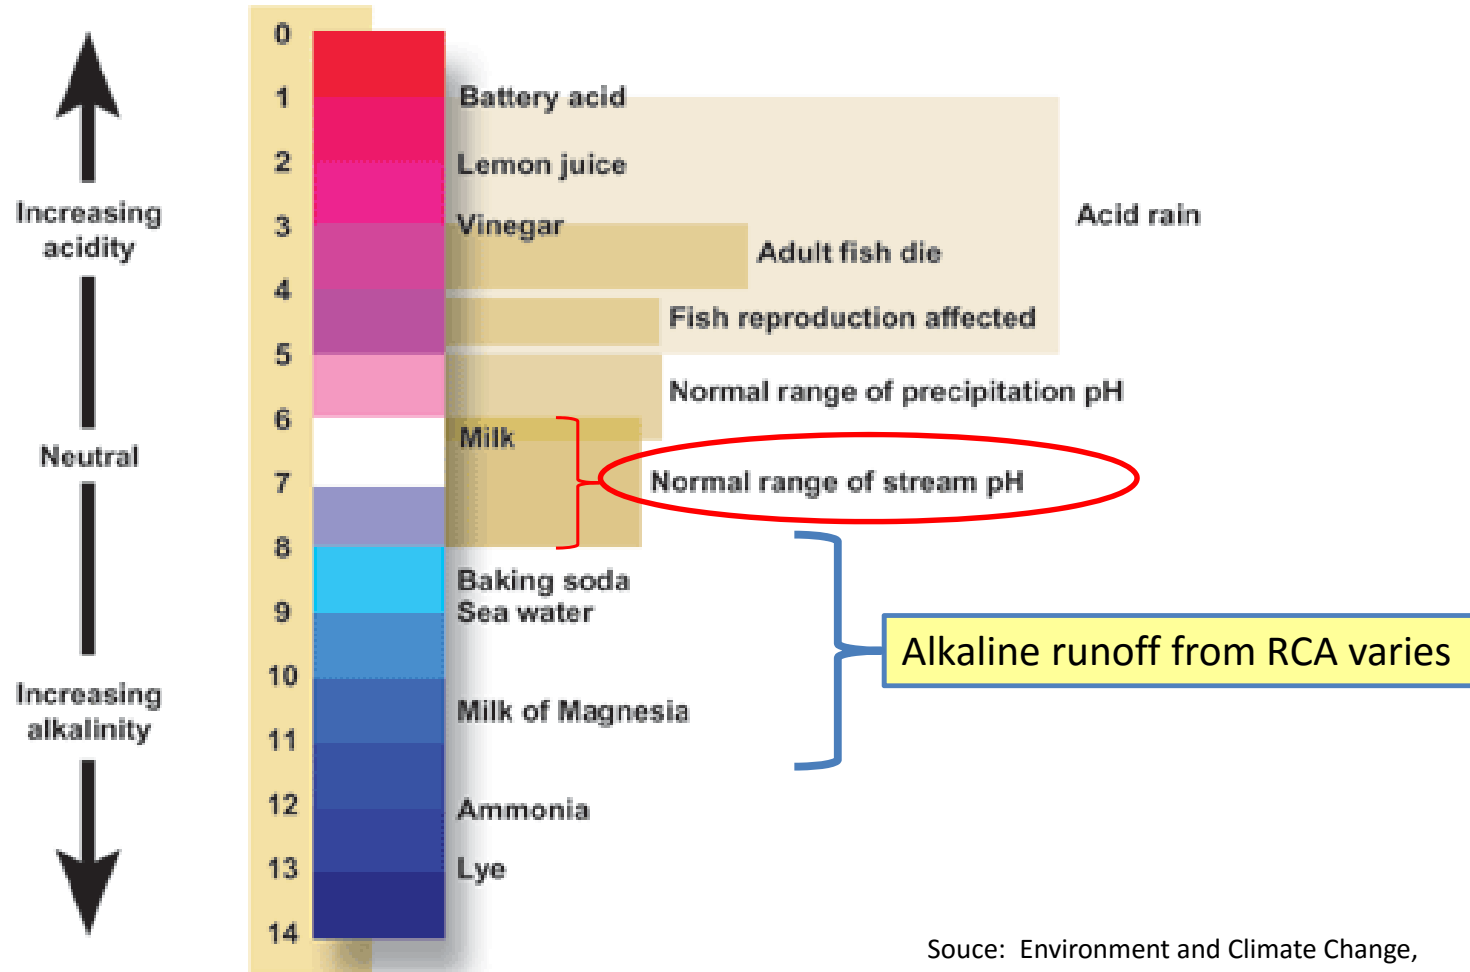 0
1
Battery acid
2
Lemon juice
Increasing
acidity
3
Vinegar
Acid rain
Adult fish die
4
Fish reproduction affected
5
Normal range of precipitation pH
6
Milk
Neutral
7
Normal range of stream pH
8
Baking soda
9
Sea water
Alkaline runoff from RCA varies
10
Increasing
alkalinity
Milk of Magnesia
11
12
Ammonia
13
Lye
14
Souce: Environment and Climate Change,